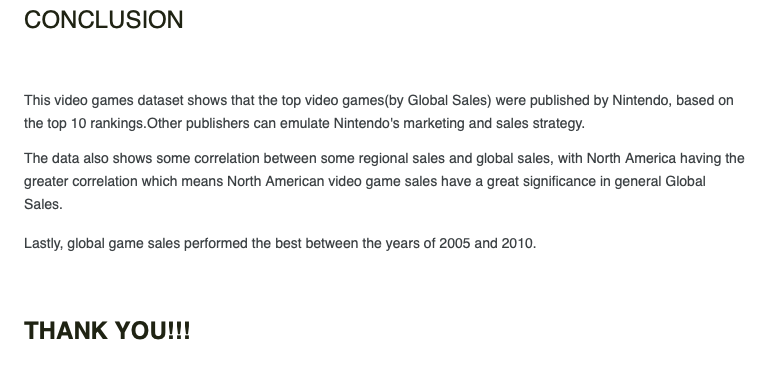 CONCLUSION
This video games dataset shows that the top video games(by Global Sales) were published by Nintendo, based on
the top 10 rankings.Other publishers can emulate Nintendo's marketing and sales strategy.
The data also shows some correlation between some regional sales and global sales, with North America having the
greater correlation which means North American video game sales have a great significance in general Global
Sales.
Lastly, global game sales performed the best between the years of 2005 and 2010.
THANK YOU!!!